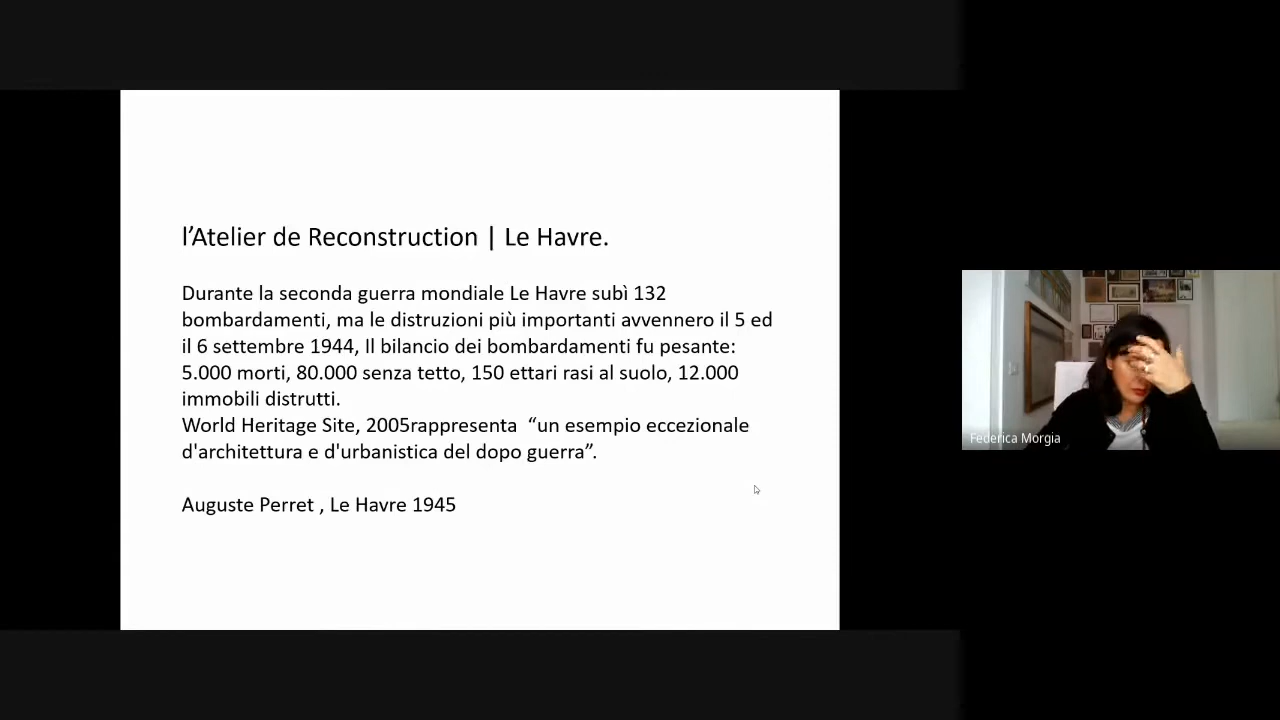 l’Atelier de Reconstruction | Le Havre.
Durante la seconda guerra mondiale Le Havre subì 132
bombardamenti, ma le distruzioni più importanti avvennero il 5 ed
il 6 settembre 1944, Il bilancio dei bombardamenti fu pesante:
5.000 morti, 80.000 senza tetto, 150 ettari rasi al suolo, 12.000
immobili distrutti.
World Heritage Site, 2005rappresenta  “un esempio eccezionale
d'architettura e d'urbanistica del dopo guerra”.
Auguste Perret , Le Havre 1945
Federica Morgia